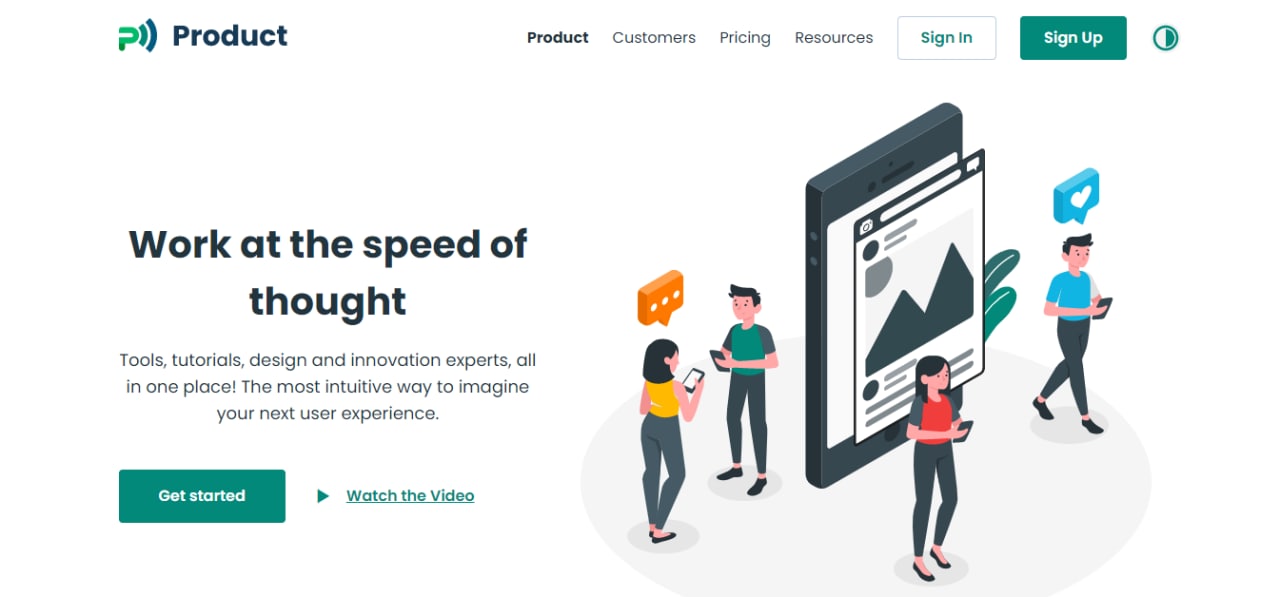 Product
Product Customers Pricing Resources Sign In Sign Up
Work at the speed of
thought
Tools, tutorials, design and innovation experts, all
in one place! The most intuitive way to imagine
your next user experience.
Get started Watch the Video